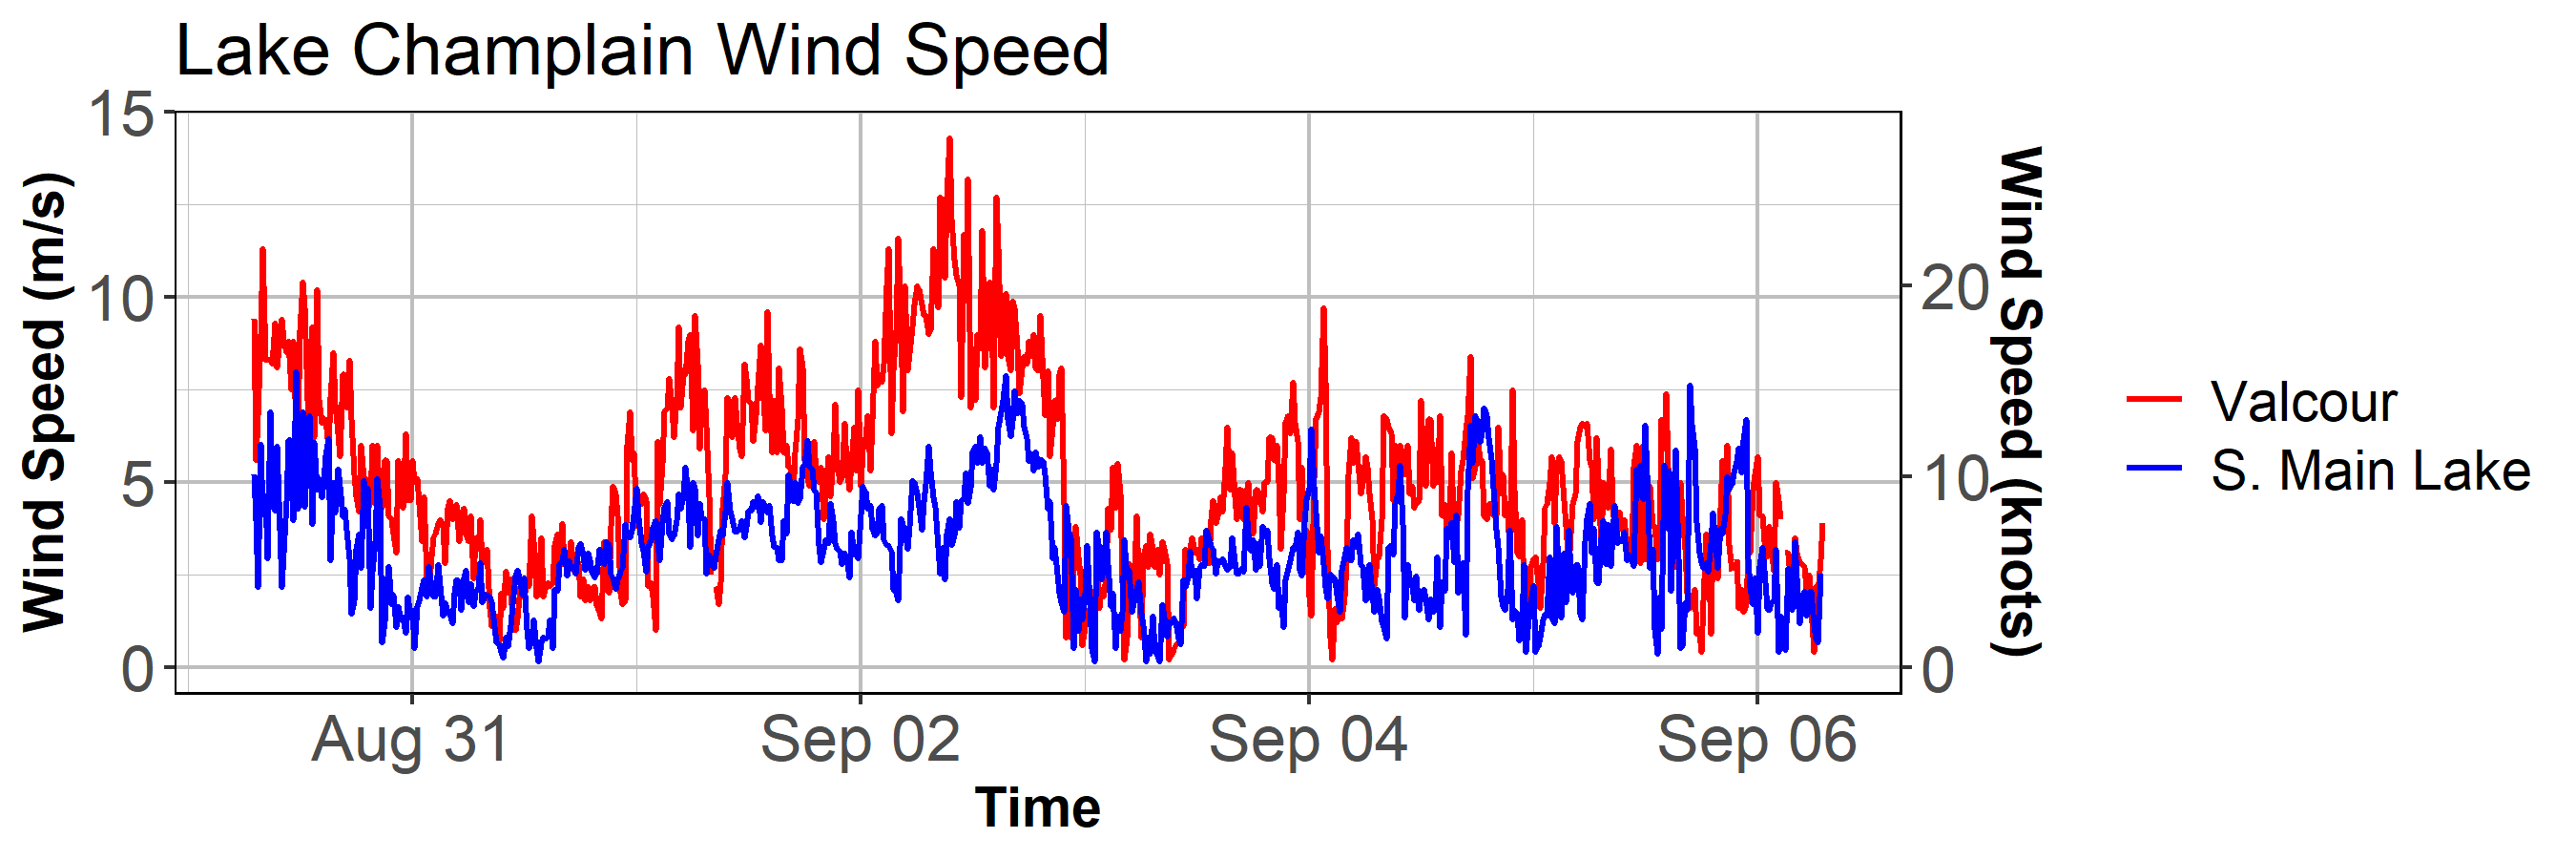 Lake Champlain Wind Speed
15
10
5
0
Wind Speed (m/s)
20
10
0
Wind Speed (knots)
Aug 31
Sep 02
Sep 04
Sep 06
Time
Valcour
S. Main Lake